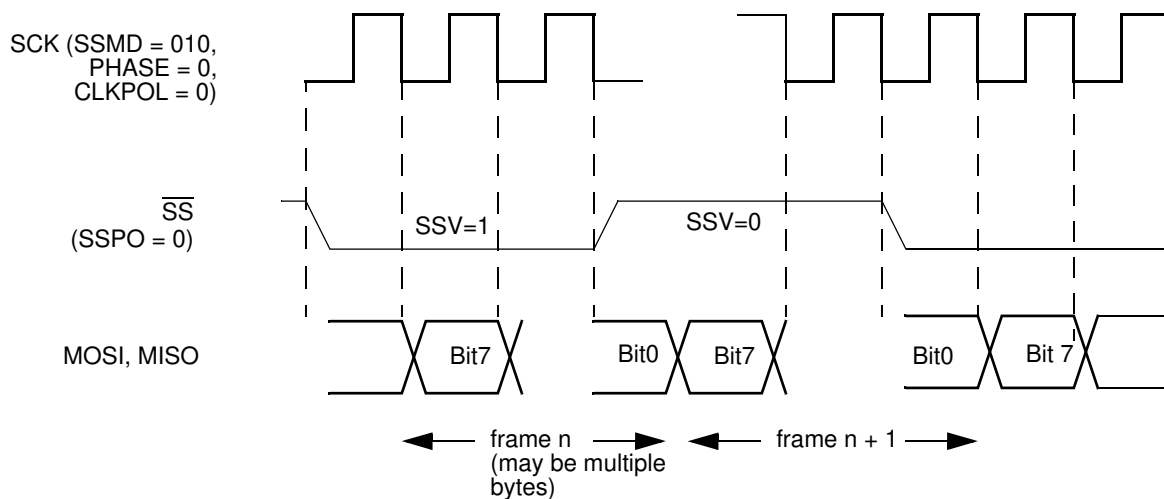 SCK (SSMD = 010,
PHASE = 0,
CLKPOL = 0)
SS
(SSPO = 0)
SSV=1
SSV=0
MOSI, MISO
Bit7
Bit0
Bit7
Bit0
Bit 7
frame n
(may be multiple
bytes)
frame n + 1